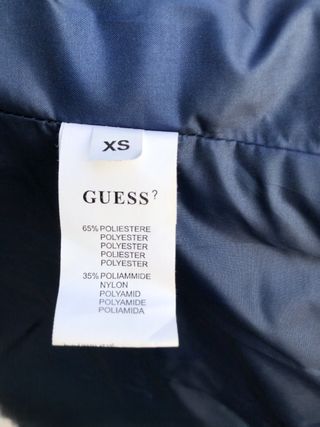 XS
GUESS?
65% POLIESTERE
POLYESTER
POLYESTER
POLIESTER
POLYESTER
35% POLIAMMIDE
NYLON
POLYAMID
POLYAMIDE
POLIAMIDA